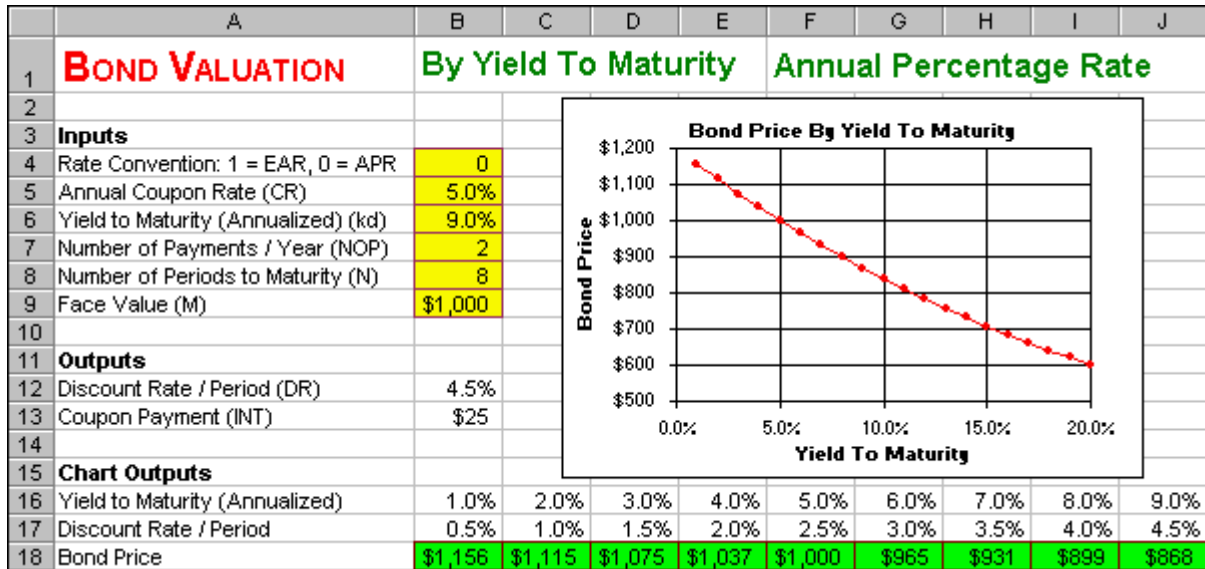 A B C D E F G H I J
1 BOND VALUATION By Yield To Maturity Annual Percentage Rate
2
3 Inputs
4 Rate Convention: 1 = EAR, 0 = APR 0
5 Annual Coupon Rate (CR) 5.0%
6 Yield to Maturity (Annualized) (kd) 9.0%
7 Number of Payments / Year (NOP) 2
8 Number of Periods to Maturity (N) 8
9 Face Value (M) $1,000
10
11 Outputs
12 Discount Rate / Period (DR) 4.5%
13 Coupon Payment (INT) $25
14
Bond Price By Yield To Maturity
Bond Price
$1,200
$1,100
$1,000
$900
$800
$700
$600
$500
0.0% 5.0% 10.0% 15.0% 20.0%
Yield To Maturity
15 Chart Outputs
16 Yield to Maturity (Annualized) 1.0% 2.0% 3.0% 4.0% 5.0% 6.0% 7.0% 8.0% 9.0%
17 Discount Rate / Period 0.5% 1.0% 1.5% 2.0% 2.5% 3.0% 3.5% 4.0% 4.5%
18 Bond Price $1,156 $1,115 $1,075 $1,037 $1,000 $965 $931 $899 $868